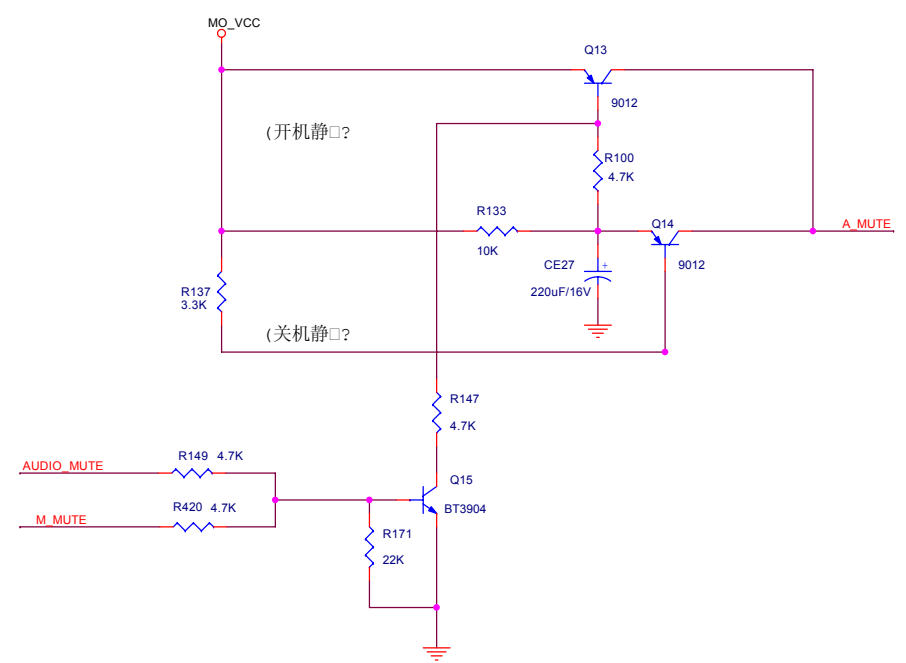 MO_VCC
Q13
9012
(开机静□?
R100
4.7K
R133
10K
Q14
A_MUTE
9012
CE27
+
220uF/16V
R137
3.3K
(关机静□?
R147
4.7K
R149 4.7K
AUDIO_MUTE
Q15
R420 4.7K
BT3904
M_MUTE
R171
22K